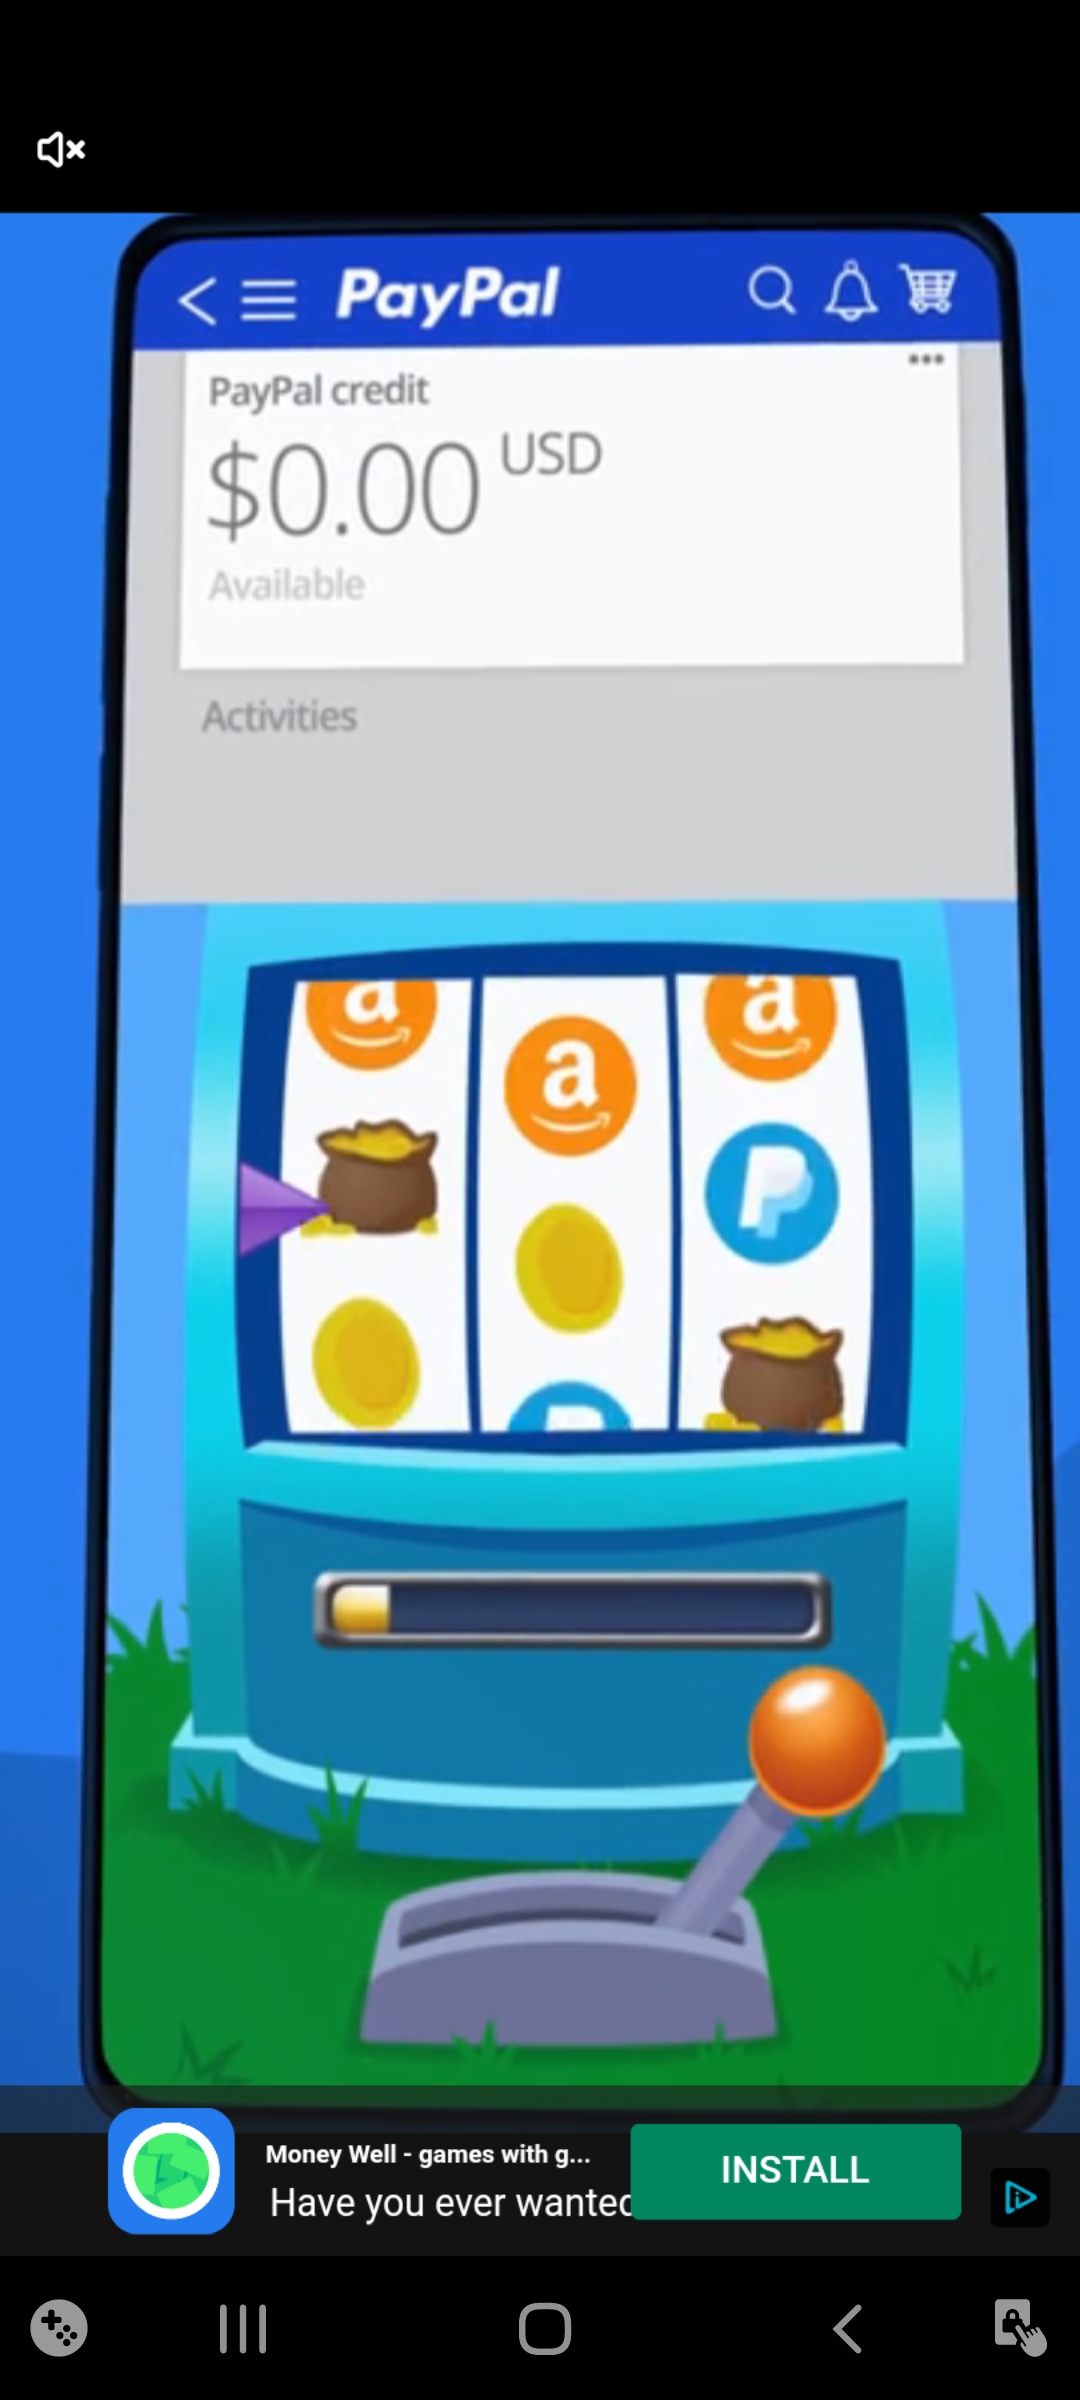 PayPal
PayPal credit
$0.00 USD
Available
Activities
Money Well - games with g...
Have you ever wanted
INSTALL